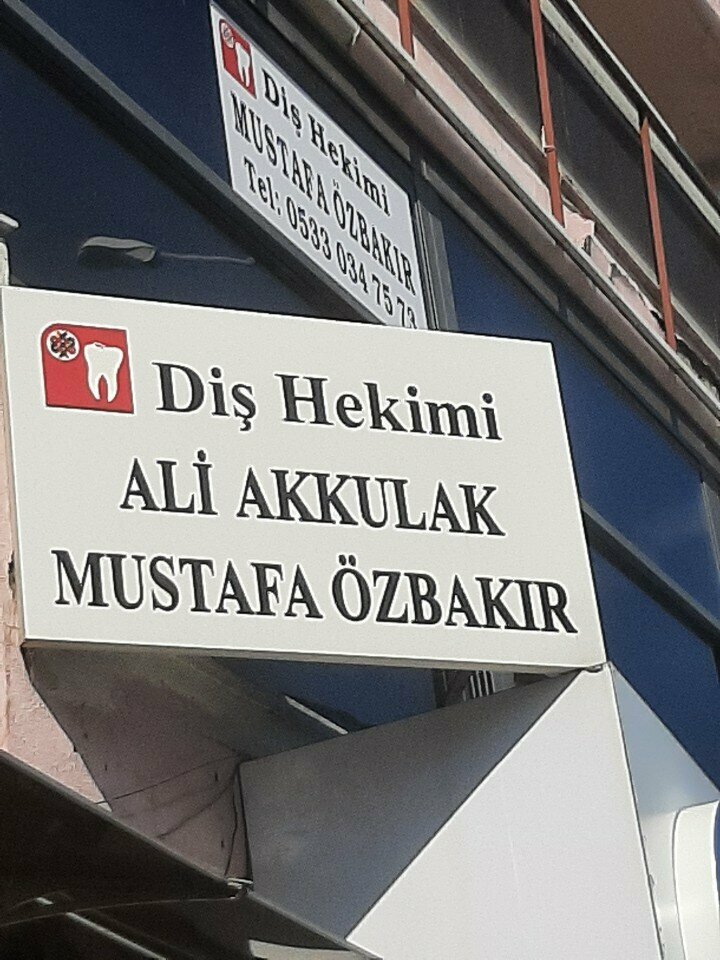 Diş Hekimi
MUSTAFA ÖZBAKIR
Tel: 0533 034 75 73
Diş Hekimi
ALİ AKKULAK
MUSTAFA ÖZBAKIR